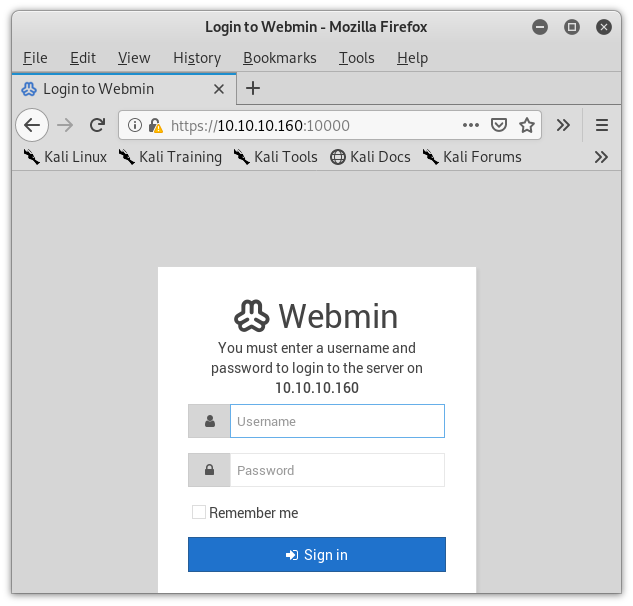 Login to Webmin - Mozilla Firefox
File Edit View History Bookmarks Tools Help
Login to Webmin
https://10.10.10.160:10000
Kali Linux Kali Training Kali Tools Kali Docs Kali Forums
Webmin
You must enter a username and
password to login to the server on
10.10.10.160
Username
Password
Remember me
Sign in